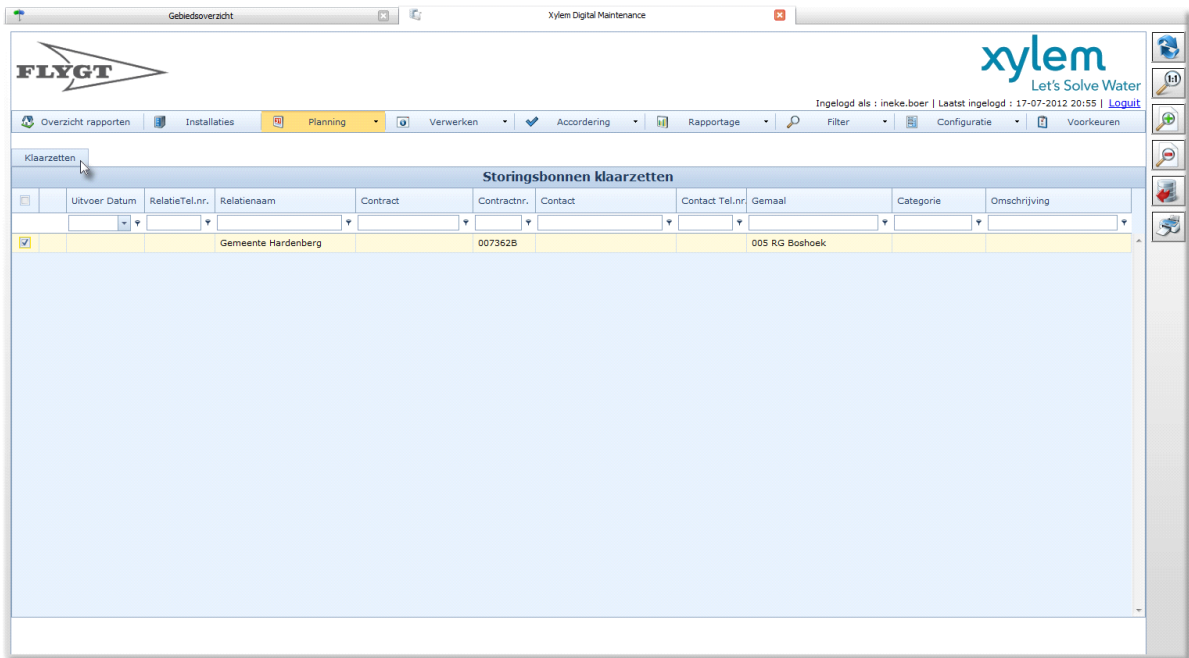 Gebiedsoverzicht
Xylem Digital Maintenance
FLYGT
xylem
Let's Solve Water
Ingelogd als : ineke.boer | Laatst ingelogd : 17-07-2012 20:55 | Loguit
1:1
Overzicht rapporten Installaties Planning Verwerken Accordering Rapportage Filter Configuratie Voorkeuren
Klaarzetten
Storingsbonnen klaarzetten
Uitvoer Datum RelatieTel.nr. Relatienaam Contract Contractnr. Contact Contact Tel.nr. Gemaal Categorie Omschrijving
Gemeente Hardenberg 007362B 005 RG Boshoek